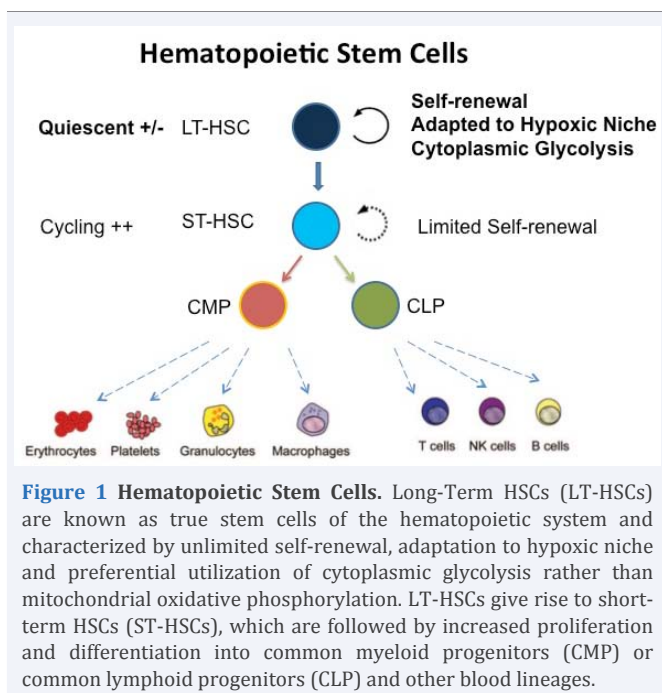 Hematopoietic Stem Cells
Quiescent +/- LT-HSC
Self-renewal
Adapted to Hypoxic Niche
Cytoplasmic Glycolysis
Cycling ++ ST-HSC
Limited Self-renewal
CMP
CLP
Erythrocytes Platelets Granulocytes Macrophages
T cells NK cells B cells
Figure 1 Hematopoietic Stem Cells. Long-Term HSCs (LT-HSCs)
are known as true stem cells of the hematopoietic system and
characterized by unlimited self-renewal, adaptation to hypoxic niche
and preferential utilization of cytoplasmic glycolysis rather than
mitochondrial oxidative phosphorylation. LT-HSCs give rise to short-
term HSCs (ST-HSCs), which are followed by increased proliferation
and differentiation into common myeloid progenitors (CMP) or
common lymphoid progenitors (CLP) and other blood lineages.